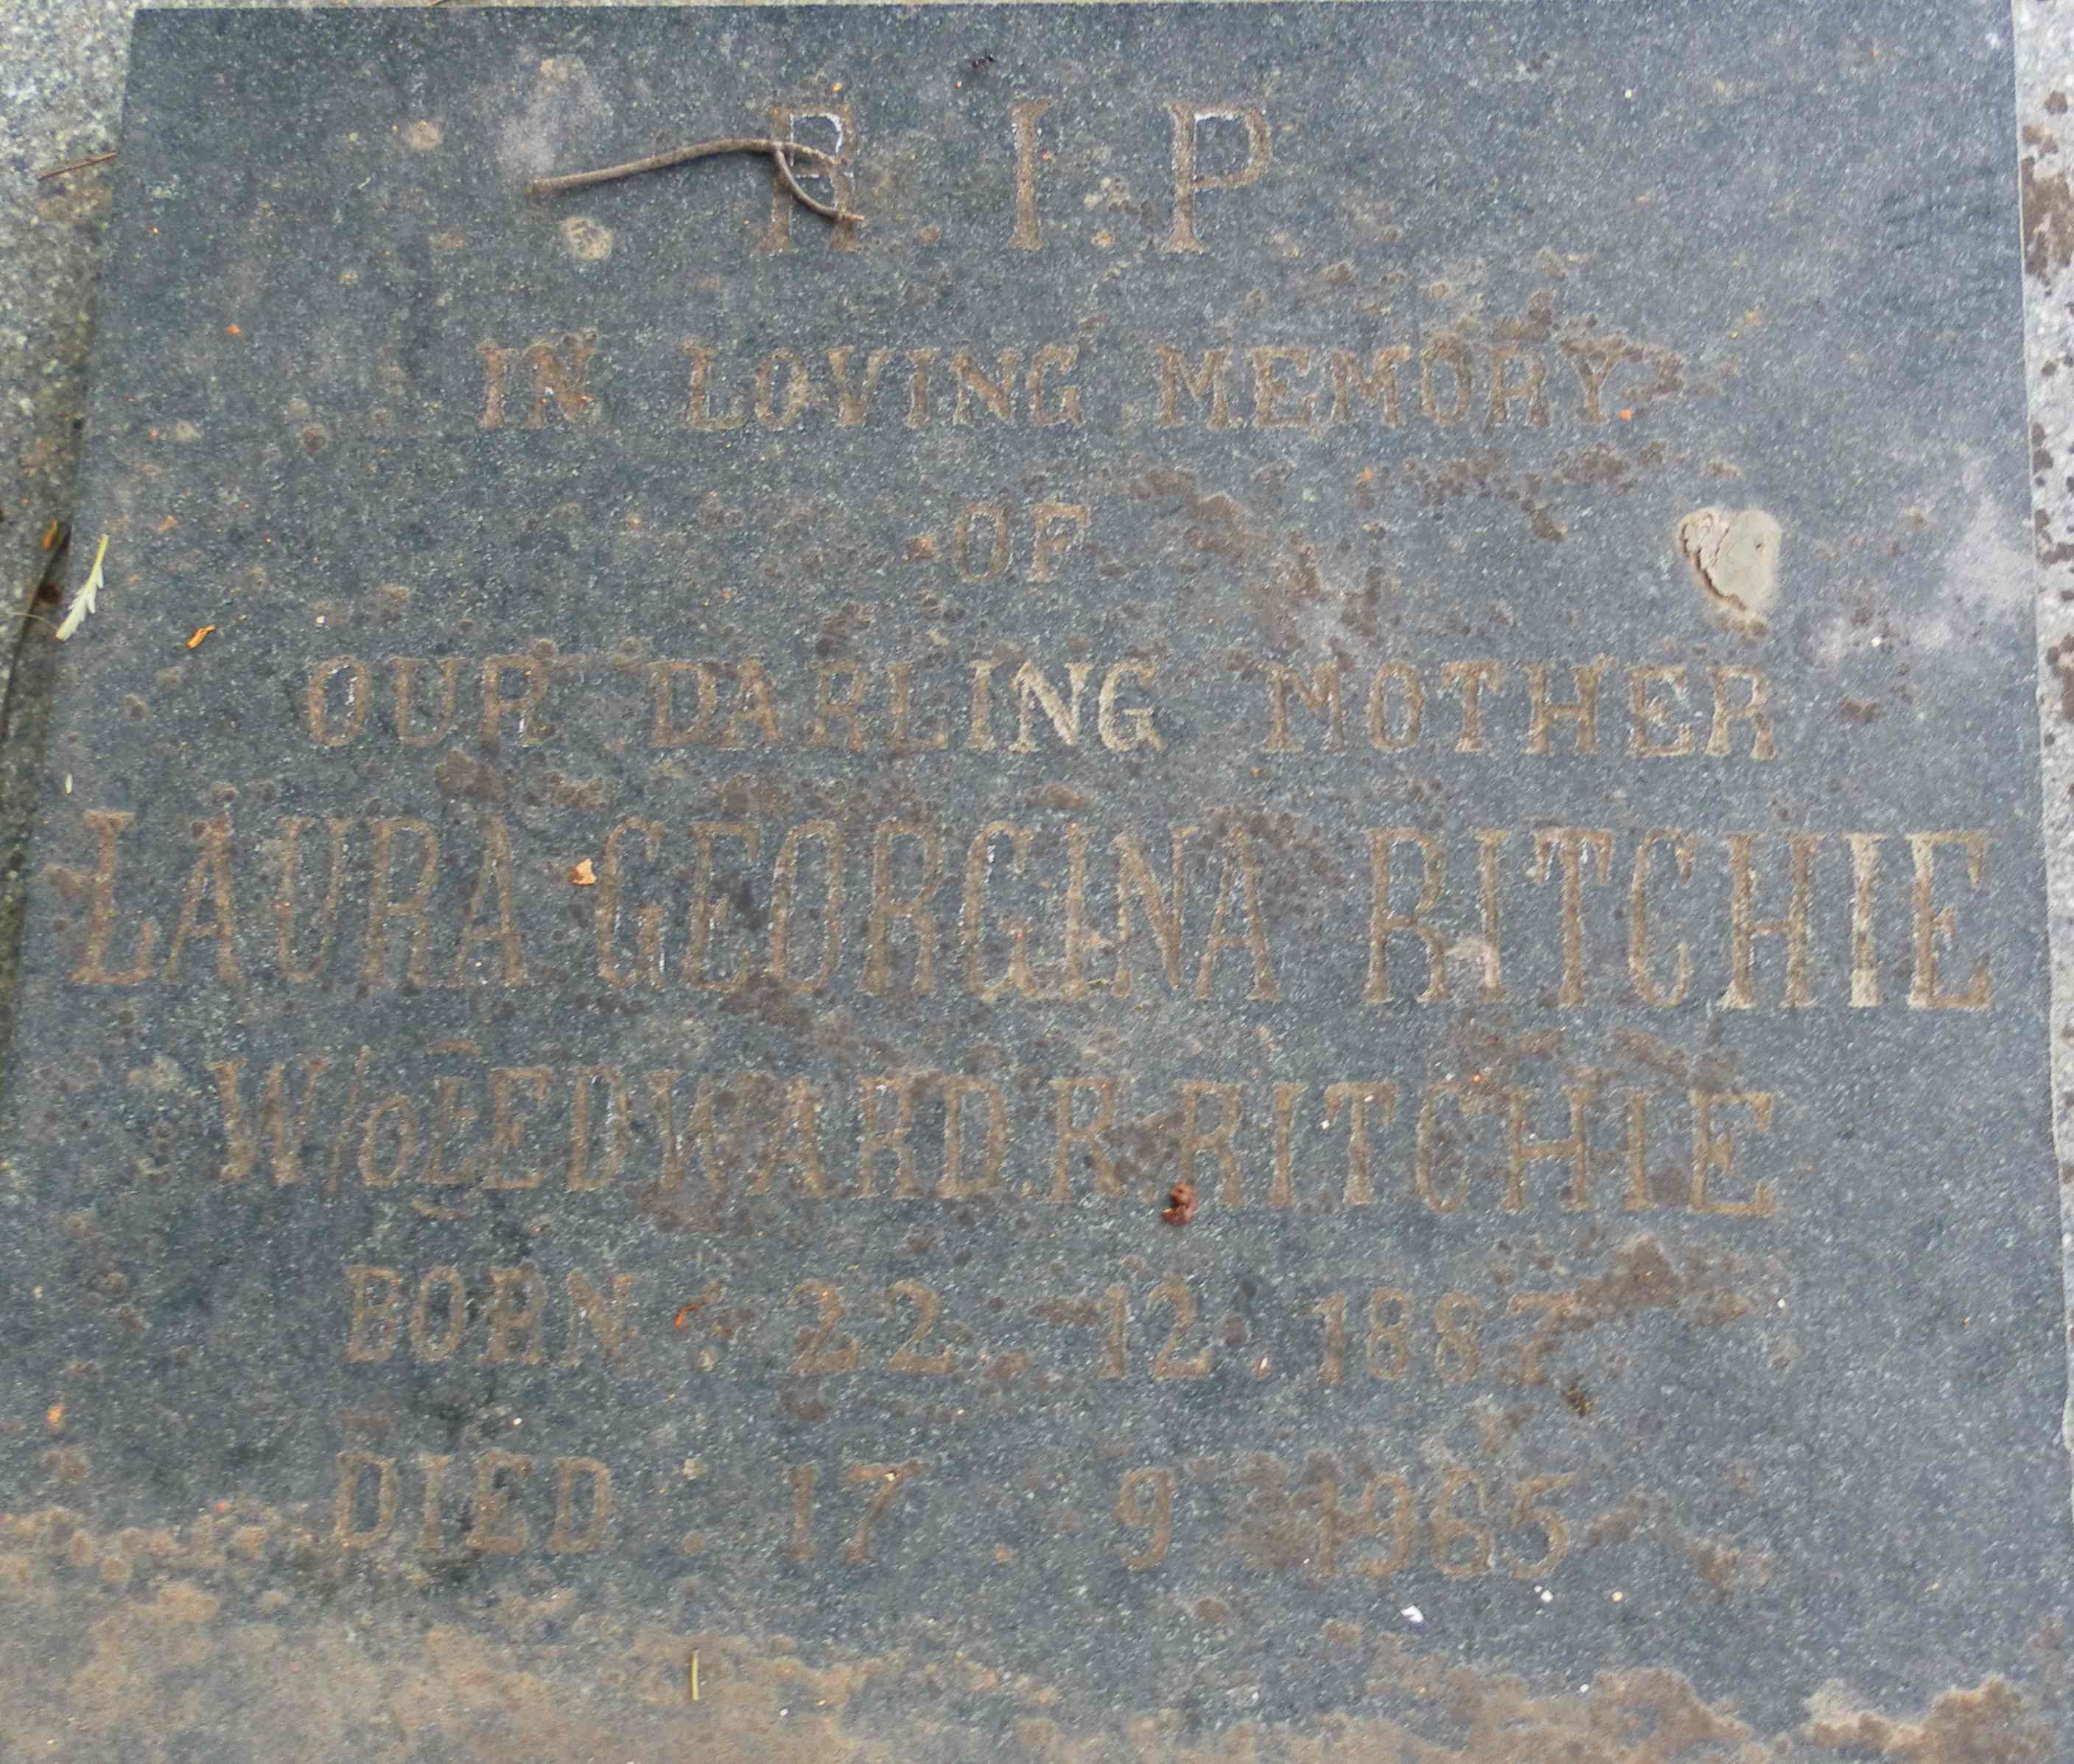 R.I.P
IN LOVING MEMORY
OF
OUR DARLING MOTHER
LAURA GEORGINA RITCHIE
W/o EDWARD.R.RITCHIE
BORN : 22.12.1887
DIED . 17.9 1965